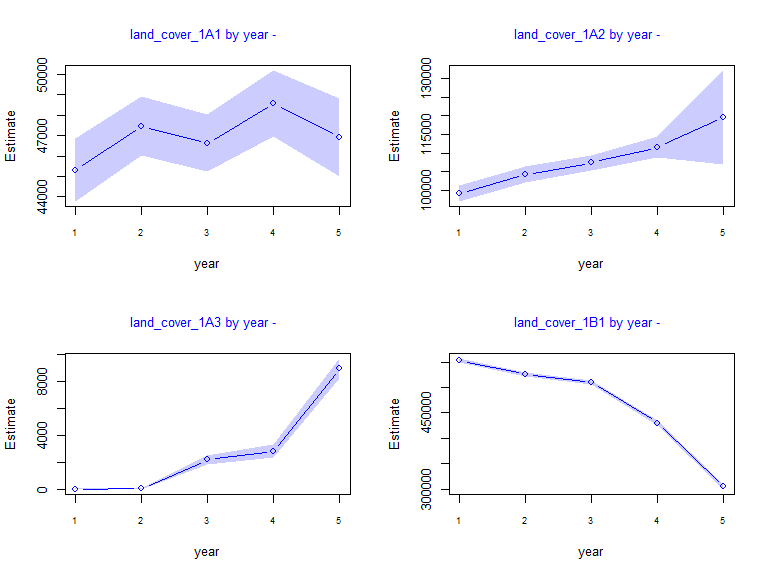 land_cover_1A1 by year -
Estimate
44000 47000 50000
1 2 3 4 5
year
land_cover_1A2 by year -
Estimate
100000 115000 130000
1 2 3 4 5
year
land_cover_1A3 by year -
Estimate
0 4000 8000
1 2 3 4 5
year
land_cover_1B1 by year -
Estimate
300000 450000
1 2 3 4 5
year